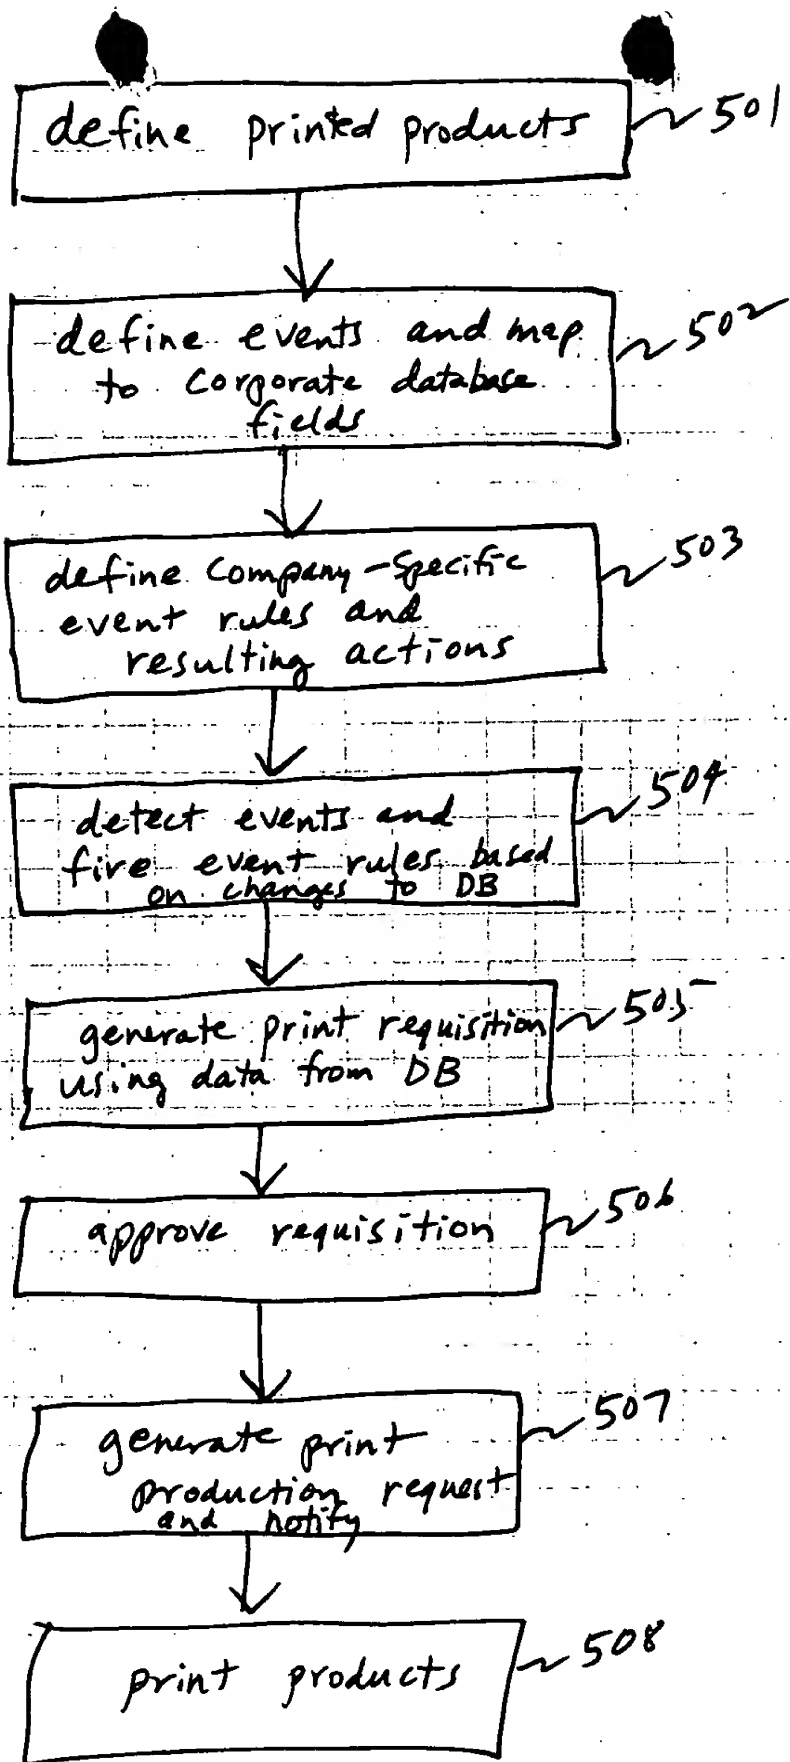 define printed products 501
define events and map 502
to corporate database
fields
define Company-Specific 503
event rules and
resulting actions
detect events and 504
fire event rules based
on changes to DB
generate print requisition 505
using data from DB
approve requisition 506
generate print 507
production request
and notify
print products 508